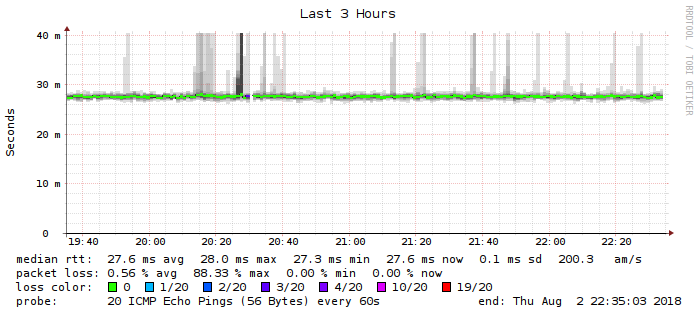 Last 3 Hours
RRDTOOL / TOBI OETIKER
Seconds
40 m
30 m
20 m
10 m
0
19:40 20:00 20:20 20:40 21:00 21:20 21:40 22:00 22:20
median rtt: 27.6 ms avg 28.0 ms max 27.3 ms min 27.6 ms now 0.1 ms sd 200.3 am/s
packet loss: 0.56 % avg 88.33 % max 0.00 % min 0.00 % now
loss color: 0 1/20 2/20 3/20 4/20 10/20 19/20
probe: 20 ICMP Echo Pings (56 Bytes) every 60s end: Thu Aug 2 22:35:03 2018